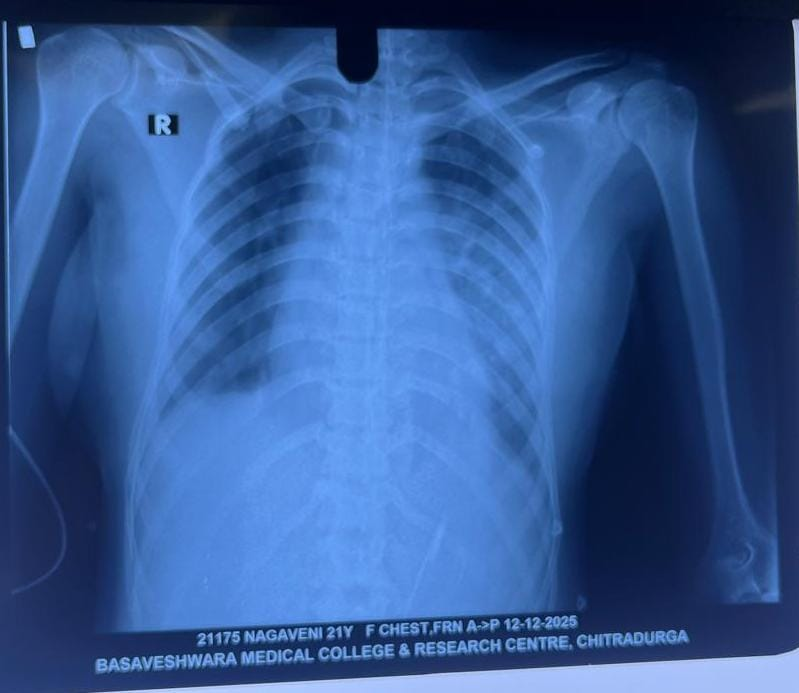 R
21175 NAGAVENI 21Y F CHEST,FRN A->P 12-12-2025
BASAVESHWARA MEDICAL COLLEGE & RESEARCH CENTRE, CHITRADURGA